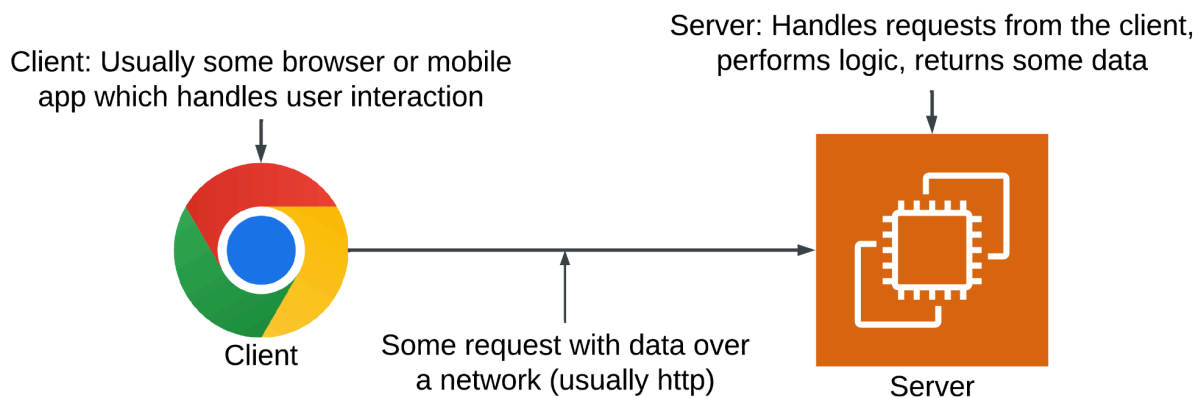 Client: Usually some browser or mobile
app which handles user interaction
Server: Handles requests from the client,
performs logic, returns some data
Client
Some request with data over
a network (usually http)
Server